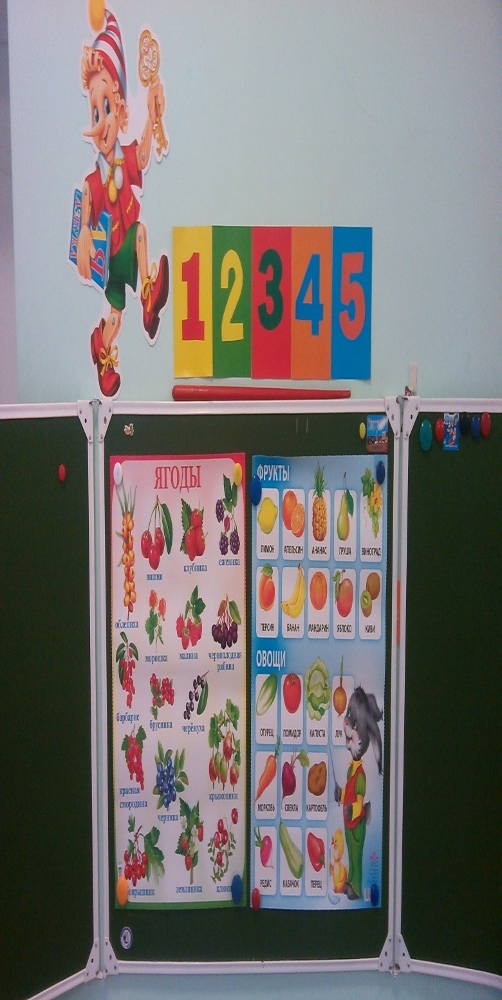 АЗБУКА
1 2 3 4 5
ЯГОДЫ
облепиха
вишня
клубника
ежевика
морошка
малина
черноплодная
рябина
барбарис
брусника
черёмуха
крыжовник
красная
смородина
черника
оярышник
земляника
клюк
ФРУКТЫ
ЛИМОН АПЕЛЬСИН АНАНАС ГРУША ВИНОГРАД
ПЕРСИК БАНАН МАНДАРИН ЯБЛОКО КИВИ
ОВОЩИ
ОГУРЕЦ ПОМИДОР КАПУСТА ЛУК
МОРКОВЬ СВЕКЛА КАРТОФЕЛЬ
РЕДИС КАБАЧОК ПЕРЕЦ